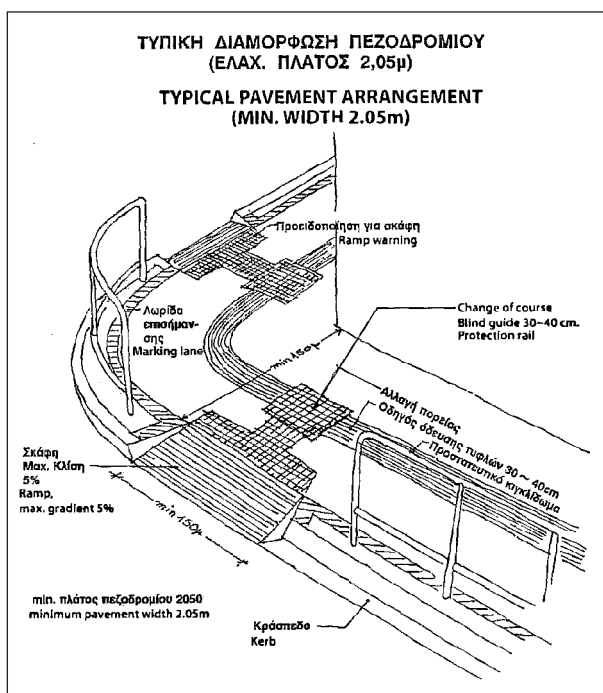 ΤΥΠΙΚΗ ΔΙΑΜΟΡΦΩΣΗ ΠΕΖΟΔΡΟΜΙΟΥ
(ΕΛΑΧ. ΠΛΑΤΟΣ 2,05μ)
TYPICAL PAVEMENT ARRANGEMENT
(MIN. WIDTH 2.05m)
Προειδοποίηση για σκάφη
Ramp warning
Λωρίδα
επισήμαν-
σης
Marking lane
min 150μ
Change of course
Blind guide 30~40 cm.
Protection rail
Αλλαγή πορείας
Οδηγός όδευσης τυφλών 30 ~ 40cm
Προστατευτικό κιγκλίδωμα
Σκάφη
Max. Κλίση
5%
Ramp,
max. gradient 5%
min 150μ
min. πλάτος πεζοδρομίου 2050
minimum pavement width 2.05m
Κράσπεδο
Kerb